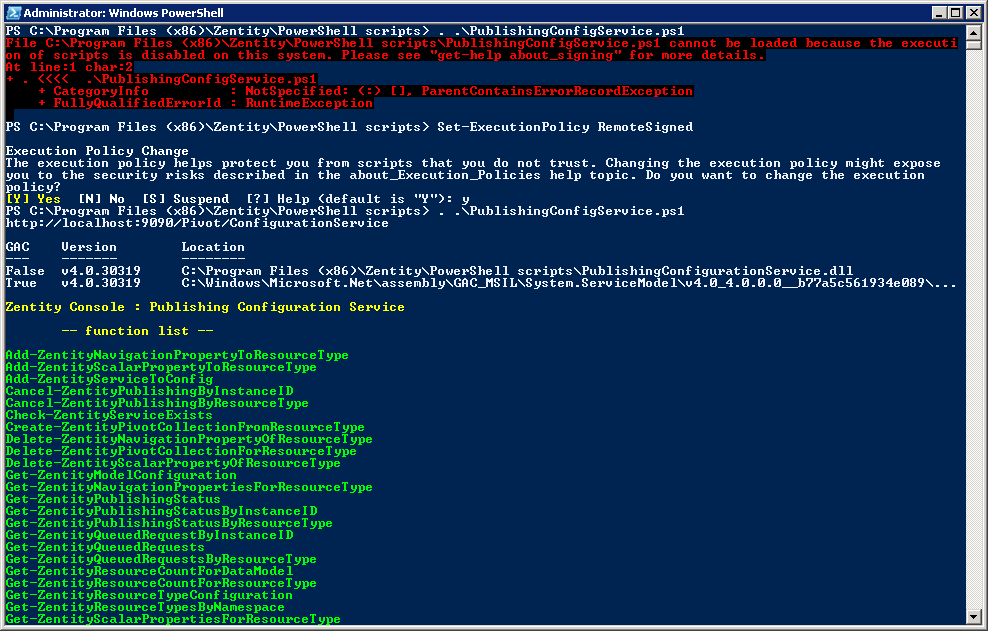 Administrator: Windows PowerShell
PS C:\Program Files (x86)\Zentity\PowerShell scripts> . .\PublishingConfigService.ps1
File C:\Program Files (x86)\Zentity\PowerShell scripts\PublishingConfigService.ps1 cannot be loaded because the executi
on of scripts is disabled on this system. Please see "get-help about_signing" for more details.
At line:1 char:2
+ . <<<<  .\PublishingConfigService.ps1
    + CategoryInfo          : NotSpecified: (:) [], ParentContainsErrorRecordException
    + FullyQualifiedErrorId : RuntimeException
PS C:\Program Files (x86)\Zentity\PowerShell scripts> Set-ExecutionPolicy RemoteSigned
Execution Policy Change
The execution policy helps protect you from scripts that you do not trust. Changing the execution policy might expose
you to the security risks described in the about_Execution_Policies help topic. Do you want to change the execution
policy?
[Y] Yes  [N] No  [S] Suspend  [?] Help (default is "Y"): y
PS C:\Program Files (x86)\Zentity\PowerShell scripts> . .\PublishingConfigService.ps1
http://localhost:9090/Pivot/ConfigurationService
GAC    Version        Location
---    -------        --------
False  v4.0.30319     C:\Program Files (x86)\Zentity\PowerShell scripts\PublishingConfigurationService.dll
True   v4.0.30319     C:\Windows\Microsoft.Net\assembly\GAC_MSIL\System.ServiceModel\v4.0_4.0.0.0__b77a5c561934e089\...
Zentity Console : Publishing Configuration Service
-- function list --
Add-ZentityNavigationPropertyToResourceType
Add-ZentityScalarPropertyToResourceType
Add-ZentityServiceToConfig
Cancel-ZentityPublishingByInstanceID
Cancel-ZentityPublishingByResourceType
Check-ZentityServiceExists
Create-ZentityPivotCollectionFromResourceType
Delete-ZentityNavigationPropertyOfResourceType
Delete-ZentityPivotCollectionForResourceType
Delete-ZentityScalarPropertyOfResourceType
Get-ZentityModelConfiguration
Get-ZentityNavigationPropertiesForResourceType
Get-ZentityPublishingStatus
Get-ZentityPublishingStatusByInstanceID
Get-ZentityPublishingStatusByResourceType
Get-ZentityQueuedRequestByInstanceID
Get-ZentityQueuedRequests
Get-ZentityQueuedRequestsByResourceType
Get-ZentityResourceCountForDataModel
Get-ZentityResourceCountForResourceType
Get-ZentityResourceTypeConfiguration
Get-ZentityResourceTypesByNamespace
Get-ZentityScalarPropertiesForResourceType